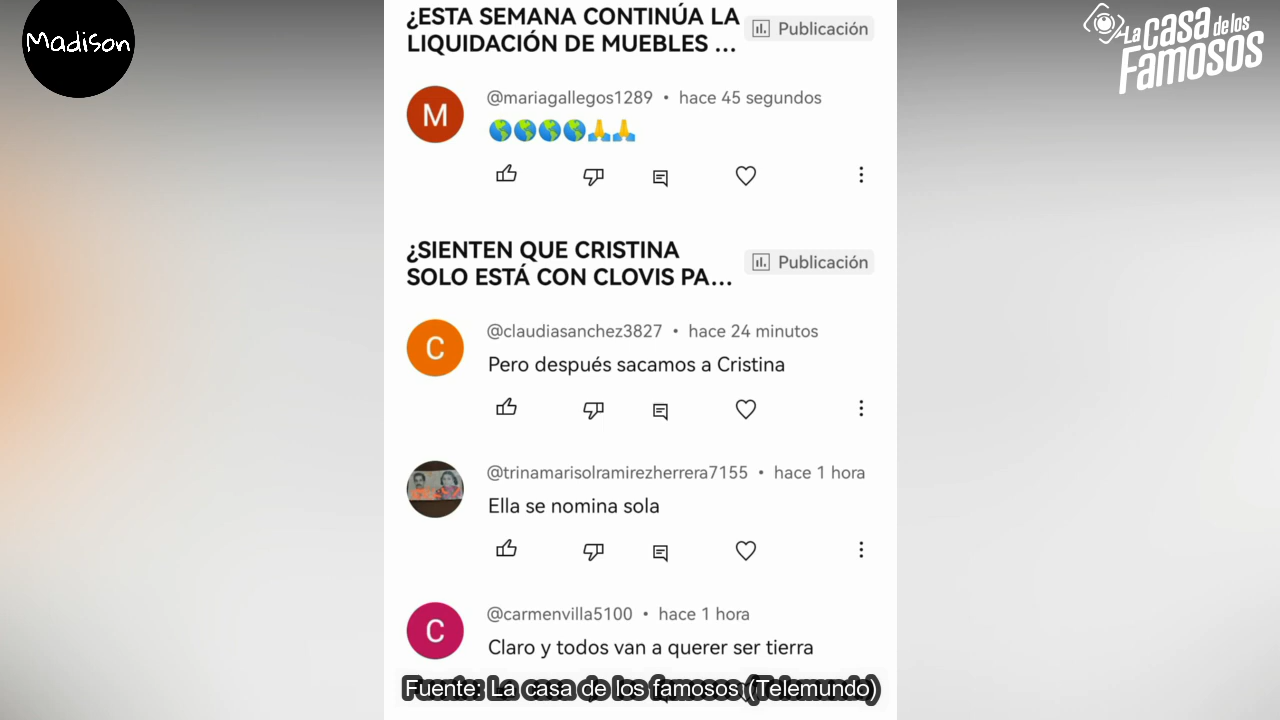 Madison
¿ESTA SEMANA CONTINÚA LA
LIQUIDACIÓN DE MUEBLES ...
Publicación
La casa de los
Famosos
M
@mariagallegos1289 • hace 45 segundos
¿SIENTEN QUE CRISTINA
SOLO ESTÁ CON CLOVIS PA...
Publicación
C
@claudiasanchez3827 • hace 24 minutos
Pero después sacamos a Cristina
@trinamarisolramirezherrera7155 • hace 1 hora
Ella se nomina sola
C
@carmenvilla5100 • hace 1 hora
Claro y todos van a querer ser tierra
Fuente: La casa de los famosos (Telemundo)